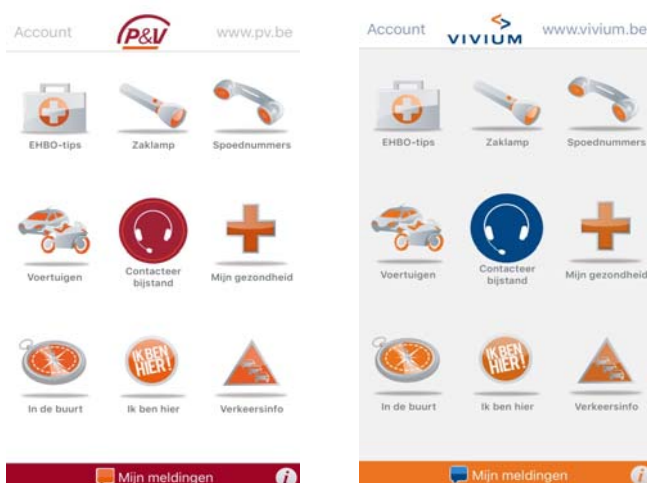 Account P&V www.pv.be
EHBO-tips Zaklamp Spoednummers
Voertuigen Contacteer bijstand Mijn gezondheid
IK BEN HIER!
In de buurt Ik ben hier Verkeersinfo
Mijn meldingen i
Account VIVIUM www.vivium.be
EHBO-tips Zaklamp Spoednummers
Voertuigen Contacteer bijstand Mijn gezondheid
IK BEN HIER!
In de buurt Ik ben hier Verkeersinfo
Mijn meldingen i